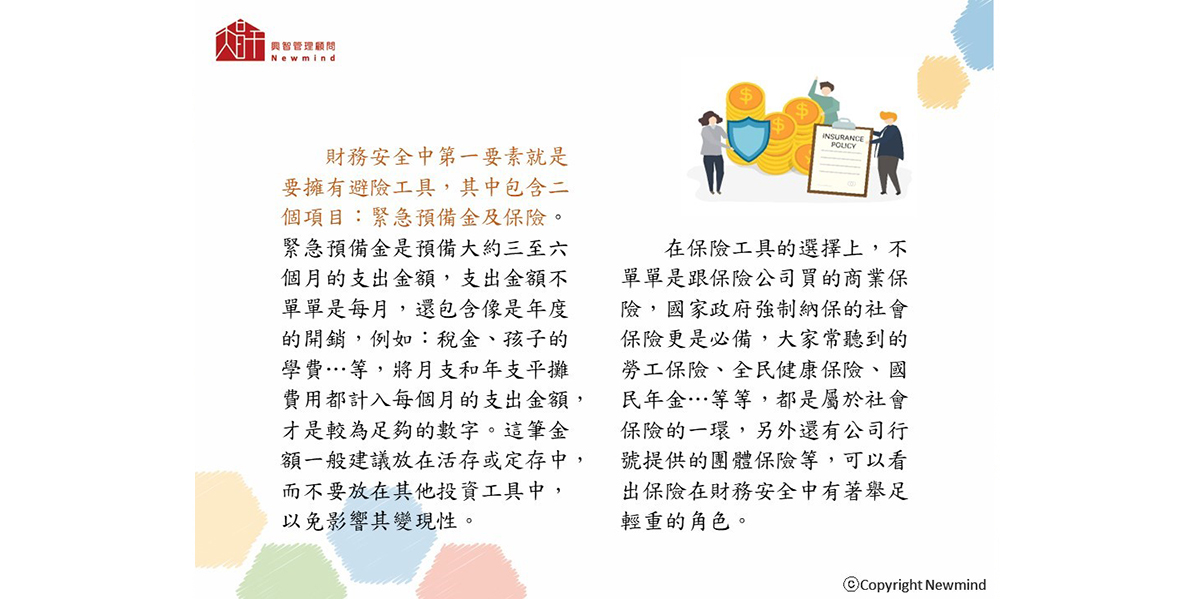 興智管理顧問
Newmind
財務安全中第一要素就是
要擁有避險工具，其中包含二
個項目：緊急預備金及保險。
緊急預備金是預備大約三至六
個月的支出金額，支出金額不
單單是每月，還包含像是年度
的開銷，例如：稅金、孩子的
學費…等，將月支和年支平攤
費用都計入每個月的支出金額，
才是較為足夠的數字。這筆金
額一般建議放在活存或定存中，
而不要放在其他投資工具中，
以免影響其變現性。
INSURANCE
POLICY
在保險工具的選擇上，不
單單是跟保險公司買的商業保
險，國家政府強制納保的社會
保險更是必備，大家常聽到的
勞工保險、全民健康保險、國
民年金…等等，都是屬於社會
保險的一環，另外還有公司行
號提供的團體保險等，可以看
出保險在財務安全中有著舉足
輕重的角色。
ⓒCopyright Newmind